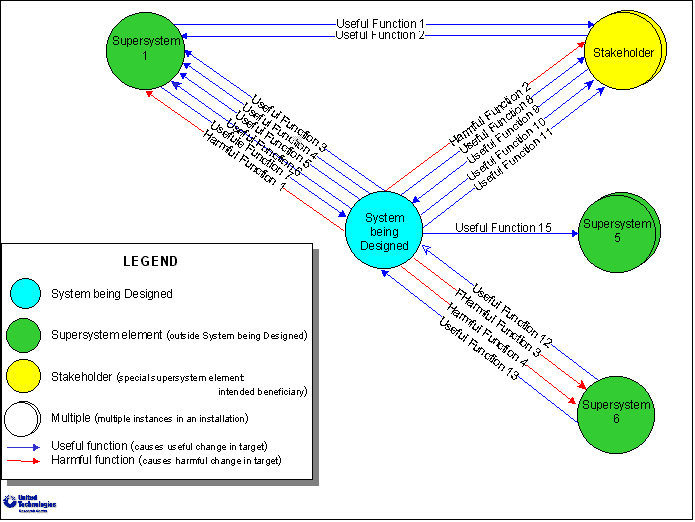 Useful Function 1
Useful Function 2
Supersystem
1
Stakeholder
Useful Function 3
Useful Function 4
Useful Function 5
Useful Function 6
Usefule Function 7
Harmful Function 1
Harmful Function 2
Useful Function 8
Useful Function 9
Useful Function 10
Useful Function 11
System
being
Designed
Useful Function 15
Supersystem
5
Useful Function 12
FHarmful Function 3
Harmful Function 4
Useful Function 13
Supersystem
6
LEGEND
System being Designed
Supersystem element (outside System being Designed)
Stakeholder (special supersystem element:
intended beneficiary)
Multiple (multiple instances in an installation)
Useful function (causes useful change in target)
Harmful function (causes harmful change in target)
United
Technologies
Research Center